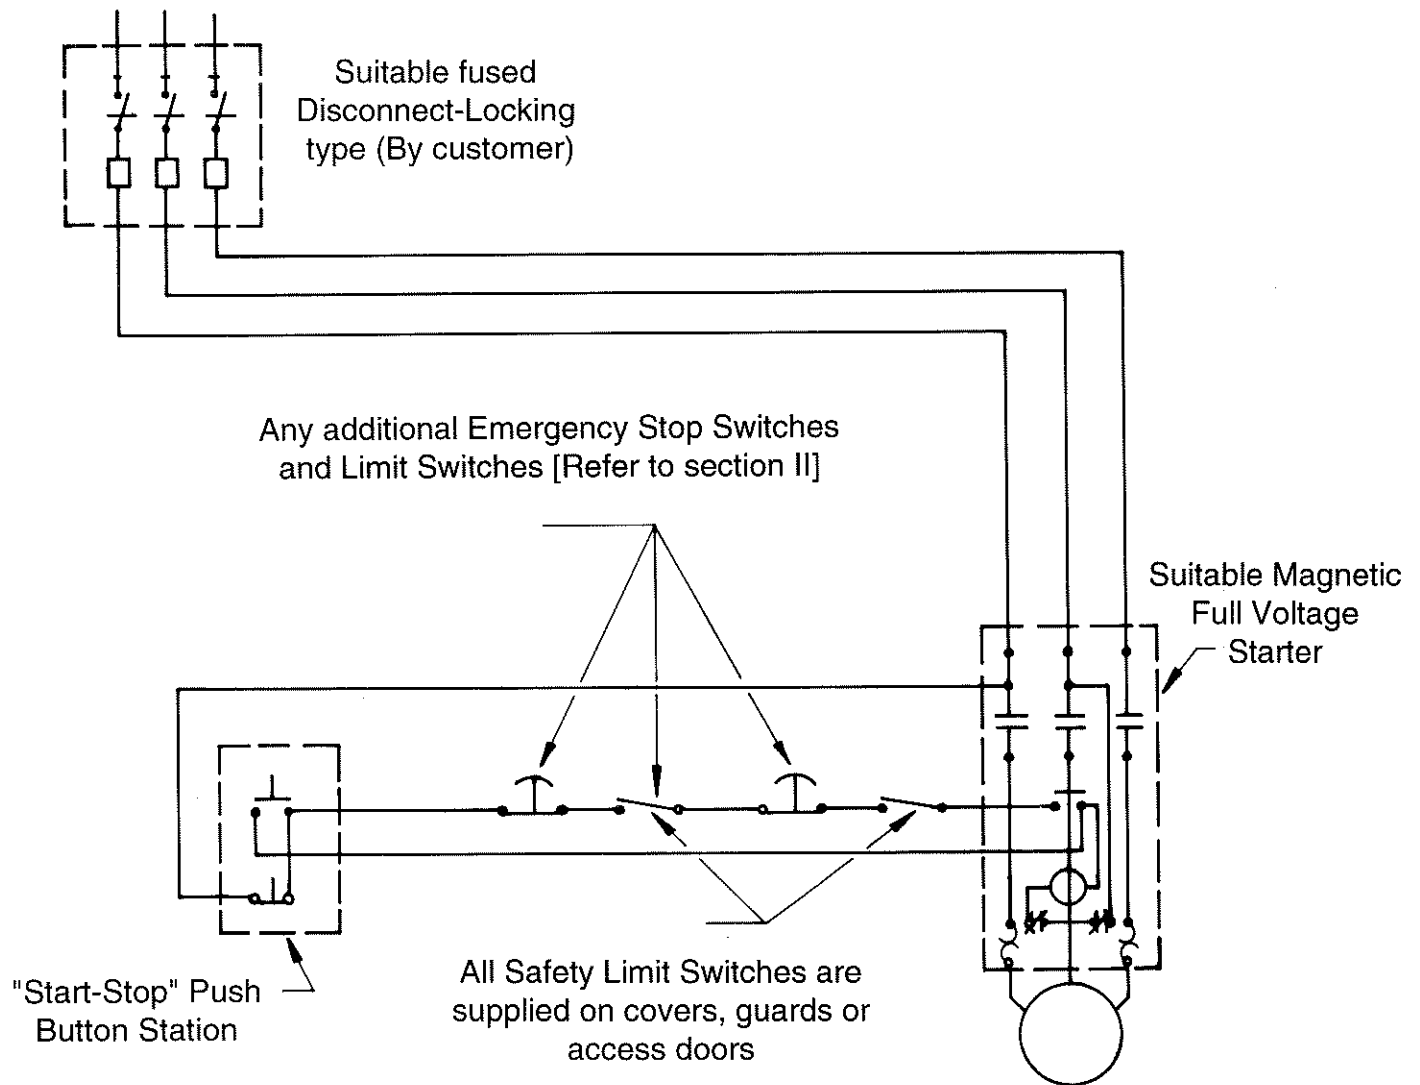 Suitable fused
Disconnect-Locking
type (By customer)
Any additional Emergency Stop Switches
and Limit Switches [Refer to section II]
Suitable Magnetic
Full Voltage
Starter
"Start-Stop" Push
Button Station
All Safety Limit Switches are
supplied on covers, guards or
access doors